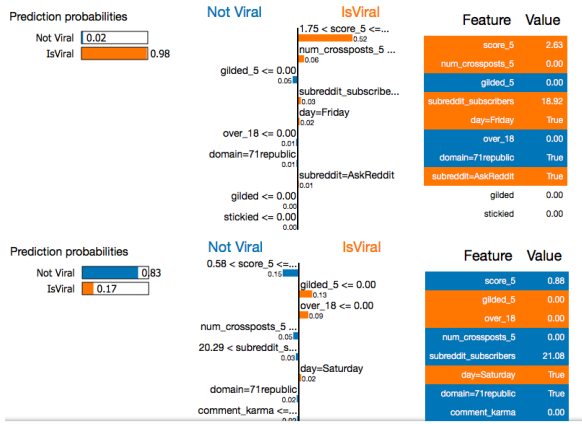 Prediction probabilities
Not Viral 0.02
IsViral 0.98
Not Viral IsViral
1.75 < score_5 <=...
0.52
num_crossposts_5 ...
0.06
gilded_5 <= 0.00
0.05
subreddit_subscribe...
0.03
day=Friday
0.02
over_18 <= 0.00
0.01
domain=71republic
0.01
subreddit=AskReddit
0.01
gilded <= 0.00
0.00
stickied <= 0.00
0.00
Feature Value
score_5 2.63
num_crossposts_5 0.00
gilded_5 0.00
subreddit_subscribers 18.92
day=Friday True
over_18 0.00
domain=71republic True
subreddit=AskReddit True
gilded 0.00
stickied 0.00
Prediction probabilities
Not Viral 0.83
IsViral 0.17
Not Viral IsViral
0.58 < score_5 <=...
0.15
gilded_5 <= 0.00
0.13
over_18 <= 0.00
0.09
num_crossposts_5 ...
0.05
20.29 < subreddit_s...
0.03
day=Saturday
0.02
domain=71republic
0.02
comment_karma <=...
Feature Value
score_5 0.88
gilded_5 0.00
over_18 0.00
num_crossposts_5 0.00
subreddit_subscribers 21.08
day=Saturday True
domain=71republic True
comment_karma 0.00